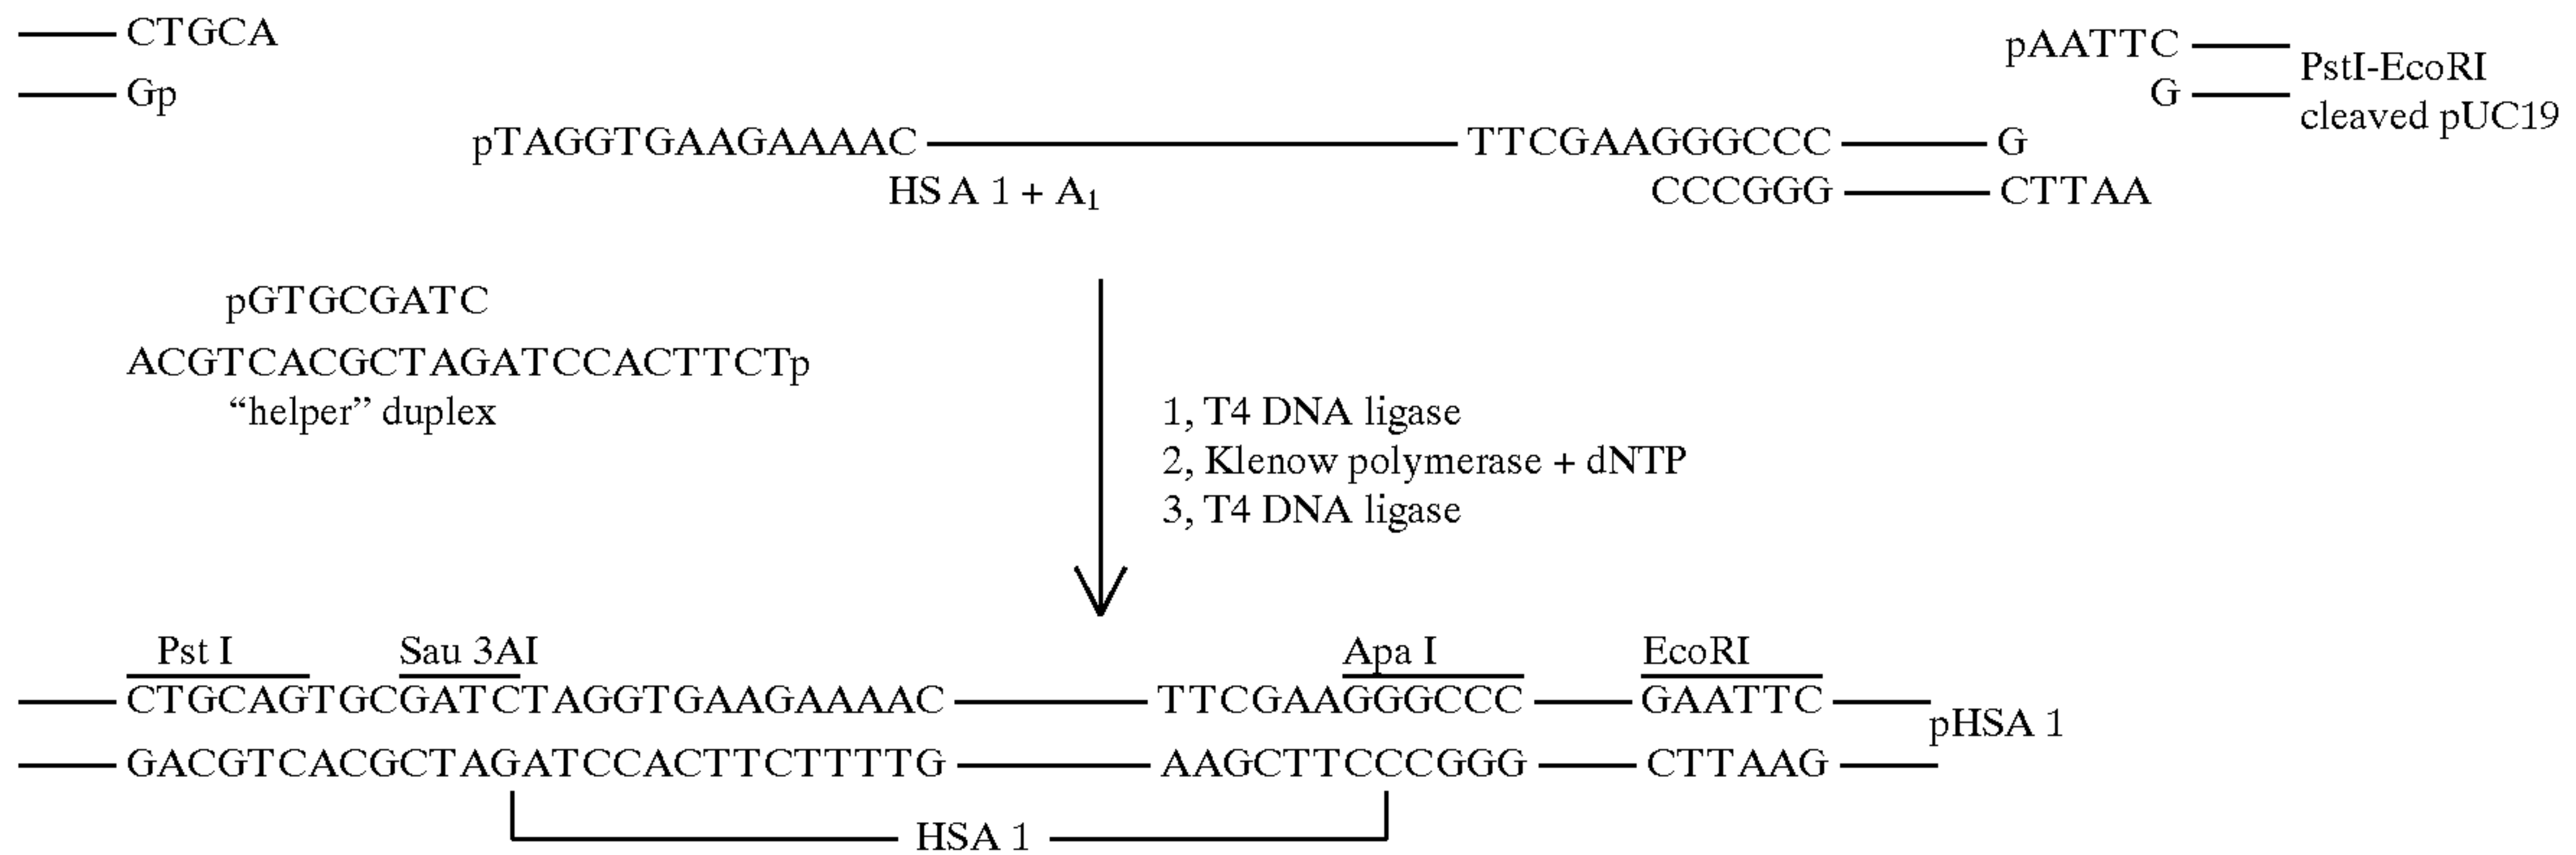 CTGCA
Gp
pAATTC
G
PstI-EcoRI
cleaved pUC19
pTAGGTGAAGAAAAC TTCGAAGGGCCC G
HSA 1 + A₁ CCCGGG CTTAA
pGTGCGATC
ACGTCACGCTAGATCCACTTCTp
“helper” duplex
1, T4 DNA ligase
2, Klenow polymerase + dNTP
3, T4 DNA ligase
Pst I Sau 3AI Apa I EcoRI
CTGCAGTGCGATCTAGGTGAAGAAAAC TTCGAAGGGCCC GAATTC
pHSA 1
GACGTCACGCTAGATCCACTTCTTTTG AAGCTTCCCGGG CTTAAG
HSA 1